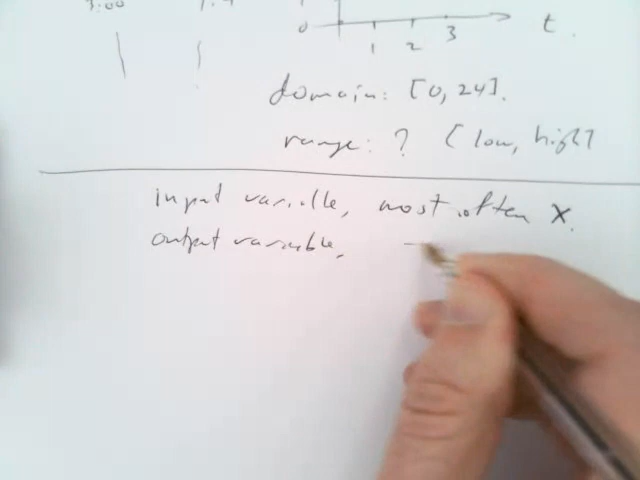 0 1 2 3 t.
domain: [0, 24].
range: ? [low, high]
input variable, most often x.
output variable,